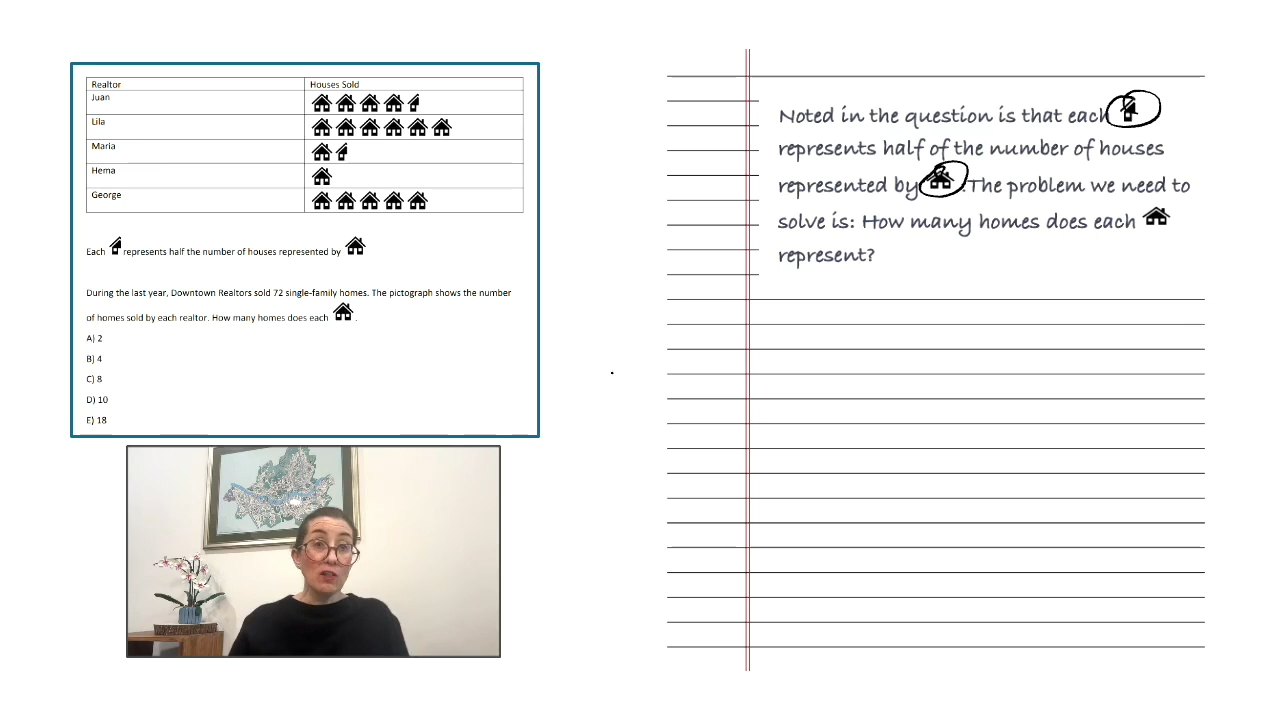 Realtor Houses Sold
Juan
Lila
Maria
Hema
George
Each represents half the number of houses represented by
During the last year, Downtown Realtors sold 72 single-family homes. The pictograph shows the number
of homes sold by each realtor. How many homes does each .
A) 2
B) 4
C) 8
D) 10
E) 18
Noted in the question is that each
represents half of the number of houses
represented by . The problem we need to
solve is: How many homes does each
represent?